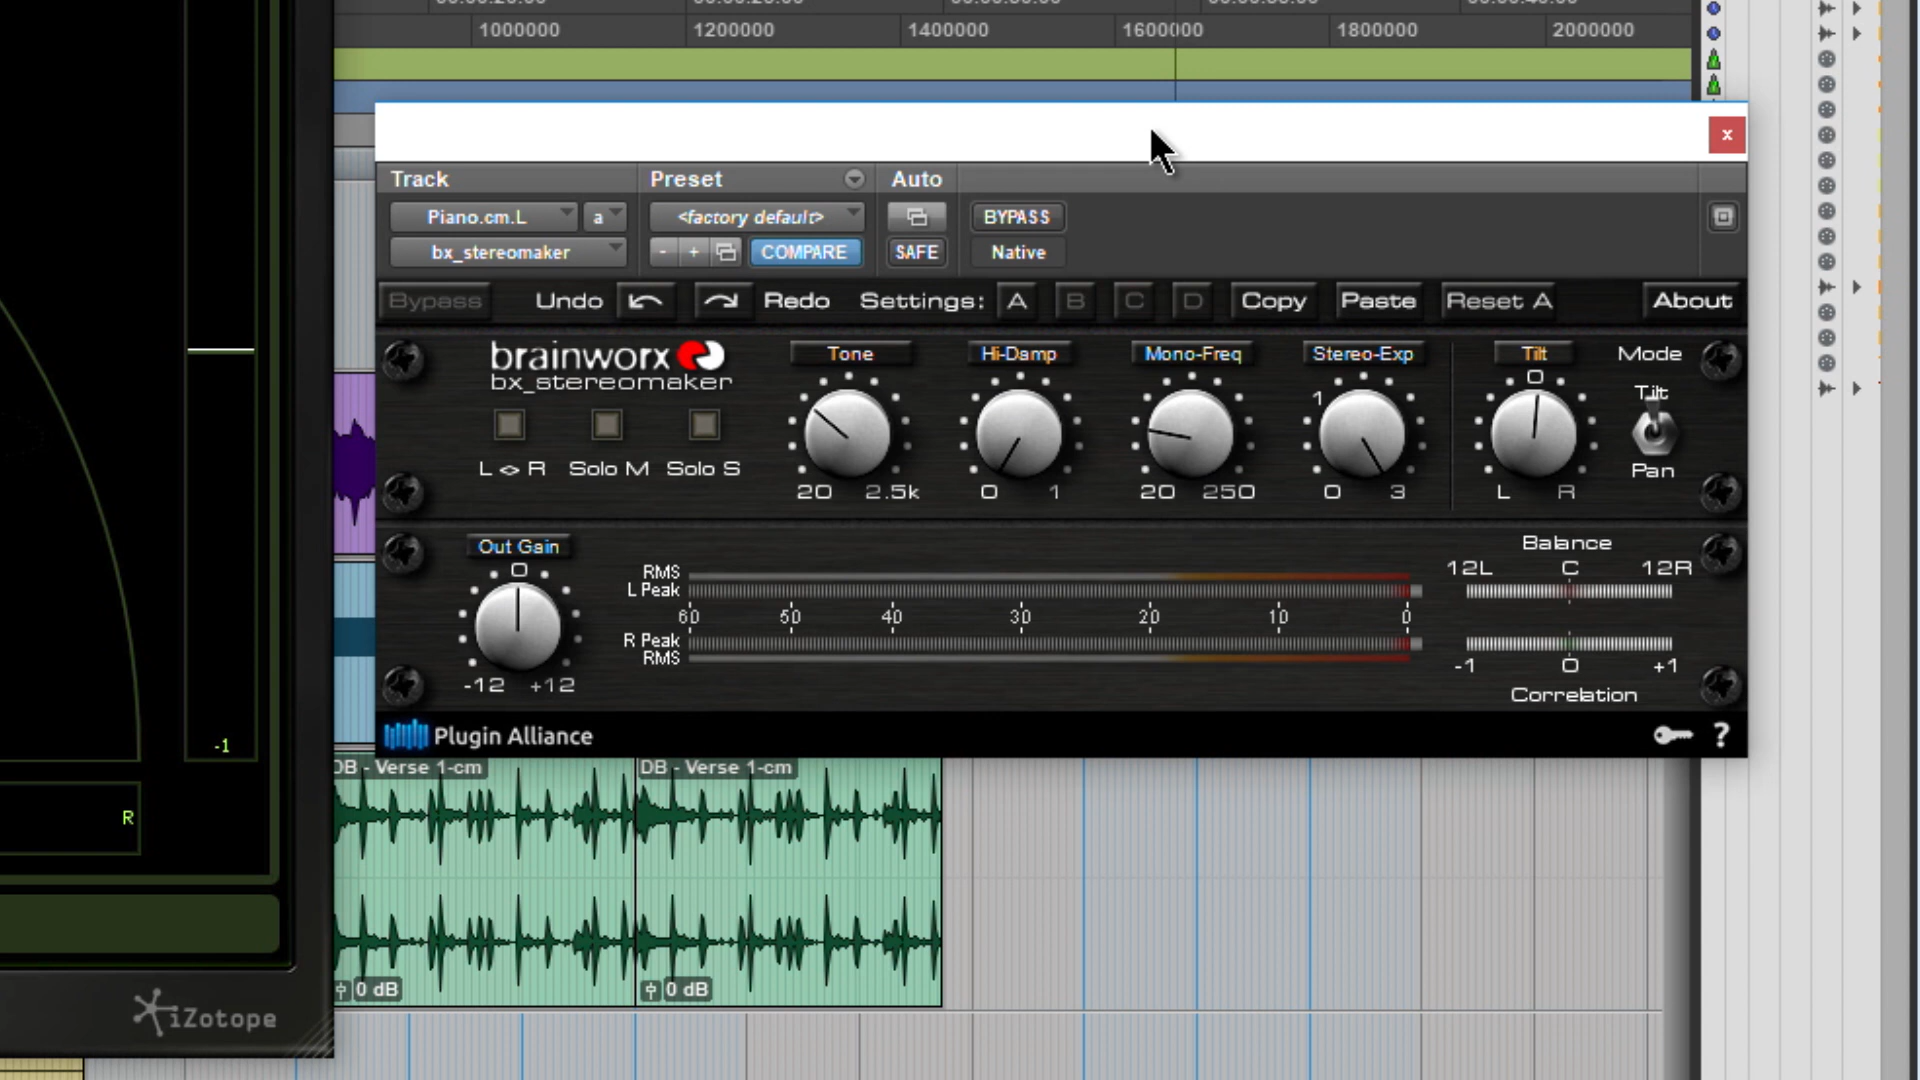 1000000 1200000 1400000 1600000 1800000 2000000
x
Track Preset Auto
Piano.cm.L a <factory default> BYPASS
bx_stereomaker - + COMPARE SAFE Native
Bypass Undo Redo Settings: A B C D Copy Paste Reset A About
brainworx
bx_stereomaker
Tone Hi-Damp Mono-Freq Stereo-Exp Tilt Mode
0
1
Tilt
L <> R Solo M Solo S
Pan
20 2.5k 0 1 20 250 0 3 L R
Out Gain
0
-12 +12
RMS
L Peak
60 50 40 30 20 10 0
R Peak
RMS
Balance
12L C 12R
-1 0 +1
Correlation
Plugin Alliance ?
-1
R
DB - Verse 1-cm DB - Verse 1-cm
0 dB 0 dB
iZotope